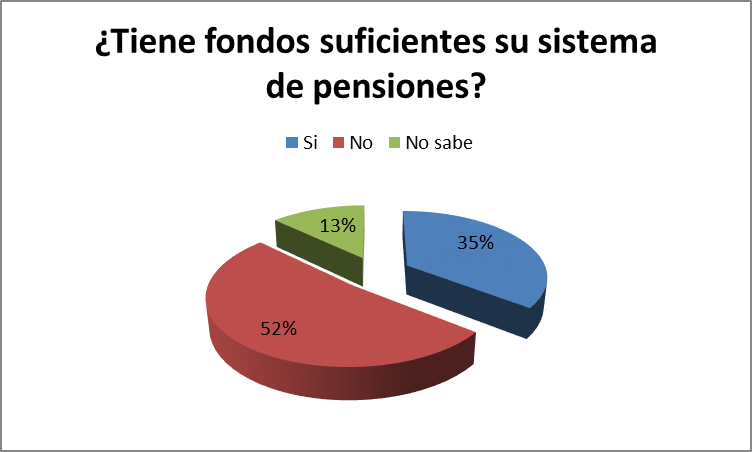 ¿Tiene fondos suficientes su sistema
de pensiones?
Si No No sabe
13%
35%
52%